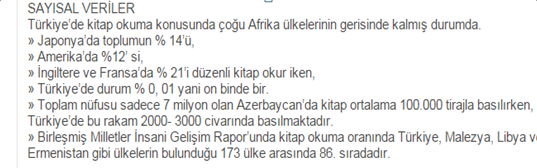 SAYISAL VERİLER
Türkiye'de kitap okuma konusunda çoğu Afrika ülkelerinin gerisinde kalmış durumda.
» Japonya'da toplumun % 14'ü,
» Amerika'da %12' si,
» İngiltere ve Fransa'da % 21'i düzenli kitap okur iken,
» Türkiye'de durum % 0, 01 yani on binde bir.
» Toplam nüfusu sadece 7 milyon olan Azerbaycan'da kitap ortalama 100.000 tirajla basılırken,
Türkiye'de bu rakam 2000- 3000 civarında basılmaktadır.
» Birleşmiş Milletler İnsani Gelişim Rapor'unda kitap okuma oranında Türkiye, Malezya, Libya ve
Ermenistan gibi ülkelerin bulunduğu 173 ülke arasında 86. sıradadır.